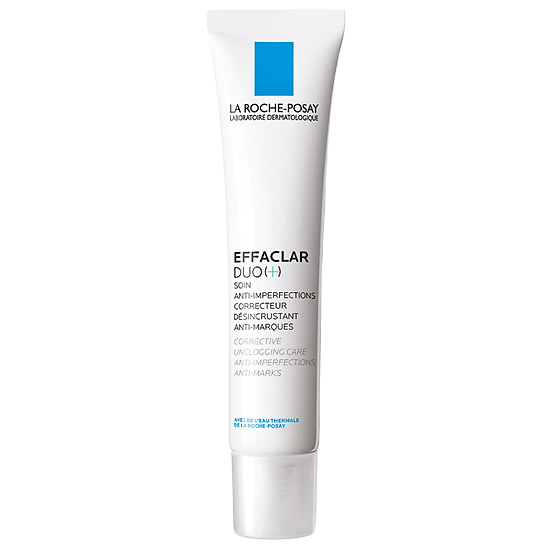 LA ROCHE-POSAY
LABORATOIRE DERMATOLOGIQUE
EFFACLAR
DUO(+)
SOIN
ANTI-IMPERFECTIONS
CORRECTEUR
DÉSINCRUSTANT
ANTI-MARQUES
CORRECTIVE
UNCLOGGING CARE
ANTI-IMPERFECTIONS
ANTI-MARKS
AVEC DE L'EAU THERMALE
DE LA ROCHE-POSAY